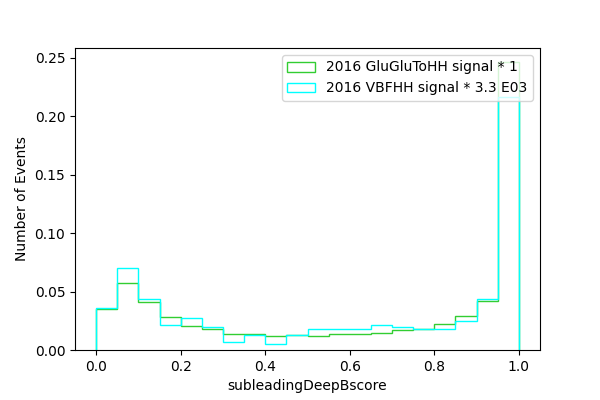 0.25
0.20
0.15
0.10
0.05
0.00
Number of Events
2016 GluGluToHH signal * 1
2016 VBFHH signal * 3.3 E03
0.0 0.2 0.4 0.6 0.8 1.0
subleadingDeepBscore